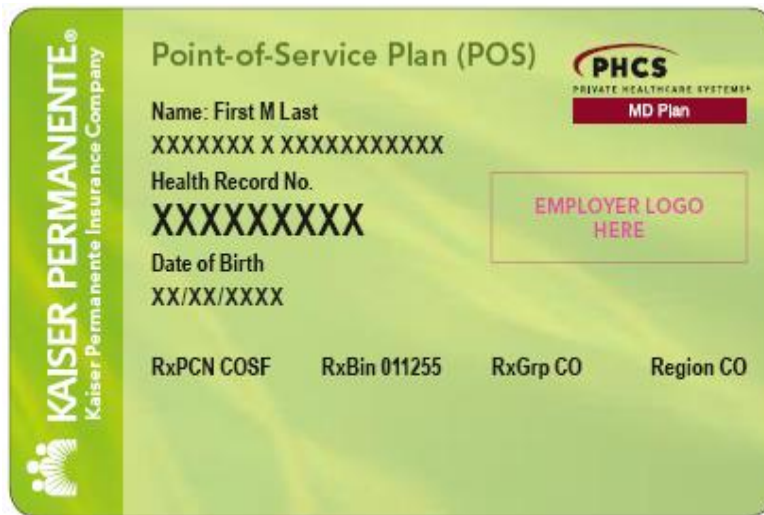 KAISER PERMANENTE®
Kaiser Permanente Insurance Company
Point-of-Service Plan (POS)
PHCS
PRIVATE HEALTHCARE SYSTEMS®
MD Plan
Name: First M Last
XXXXXXX X XXXXXXXXXXX
Health Record No.
XXXXXXXXX
EMPLOYER LOGO
HERE
Date of Birth
XX/XX/XXXX
RxPCN COSF RxBin 011255 RxGrp CO Region CO